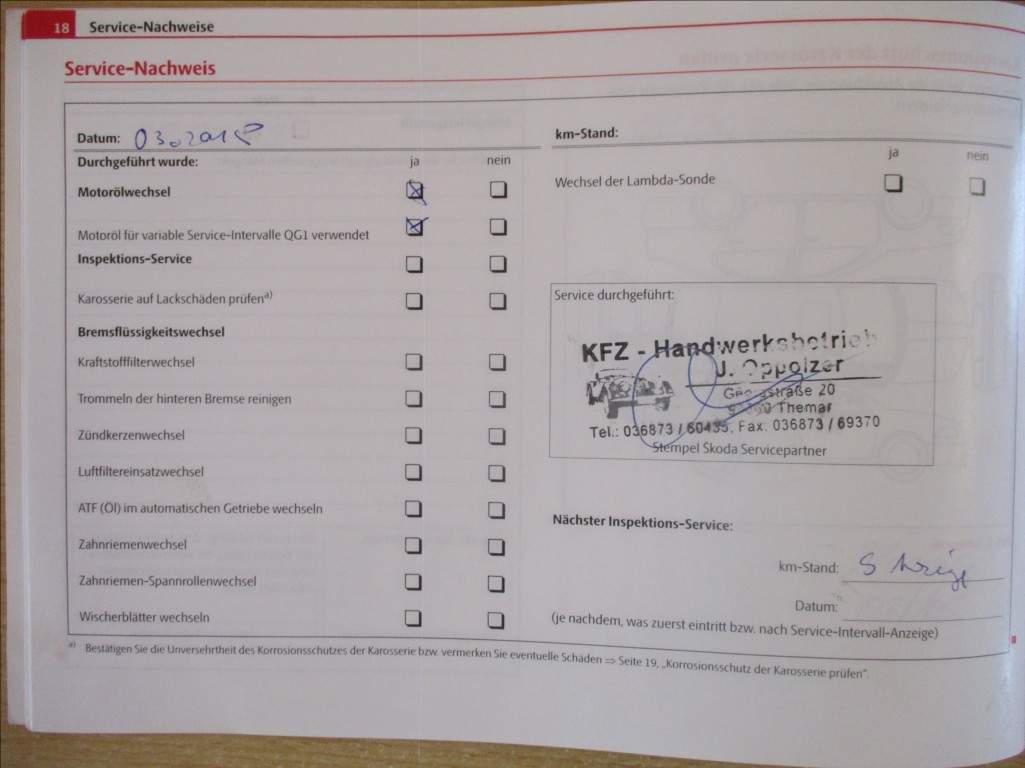 18 Service-Nachweise
Service-Nachweis
Datum: 03.2015
Durchgeführt wurde: ja nein
Motorölwechsel
Motoröl für variable Service-Intervalle QG1 verwendet
Inspektions-Service
Karosserie auf Lackschäden prüfen a)
Bremsflüssigkeitswechsel
Kraftstofffilterwechsel
Trommeln der hinteren Bremse reinigen
Zündkerzenwechsel
Luftfiltereinsatzwechsel
ATF (Öl) im automatischen Getriebe wechseln
Zahnriemenwechsel
Zahnriemen-Spannrollenwechsel
Wischerblätter wechseln
km-Stand:
ja nein
Wechsel der Lambda-Sonde
Service durchgeführt:
KFZ - Handwerksbetrieb
J. Oppolzer
20
Themar
Tel.: 036873 / 60435, Fax. 036873 / 69370
Stempel Skoda Servicepartner
Nächster Inspektions-Service:
km-Stand:
Datum:
(je nachdem, was zuerst eintritt bzw. nach Service-Intervall-Anzeige)
a) Bestätigen Sie die Unversehrtheit des Korrosionsschutzes der Karosserie bzw. vermerken Sie eventuelle Schäden ⇒ Seite 19, „Korrosionsschutz der Karosserie prüfen".